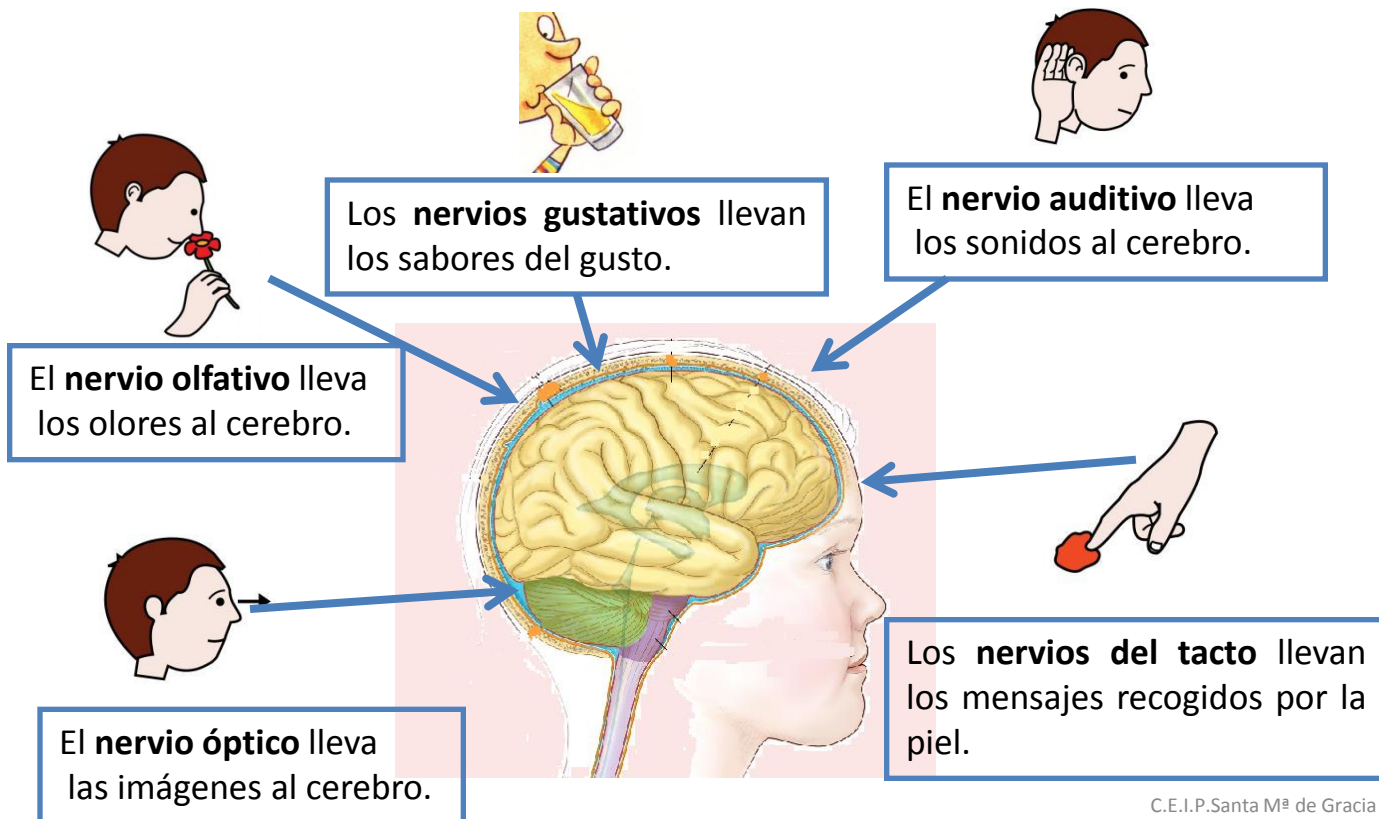 Los nervios gustativos llevan
los sabores del gusto.
El nervio auditivo lleva
los sonidos al cerebro.
El nervio olfativo lleva
los olores al cerebro.
Los nervios del tacto llevan
los mensajes recogidos por la
piel.
El nervio óptico lleva
las imágenes al cerebro.
C.E.I.P.Santa Mª de Gracia